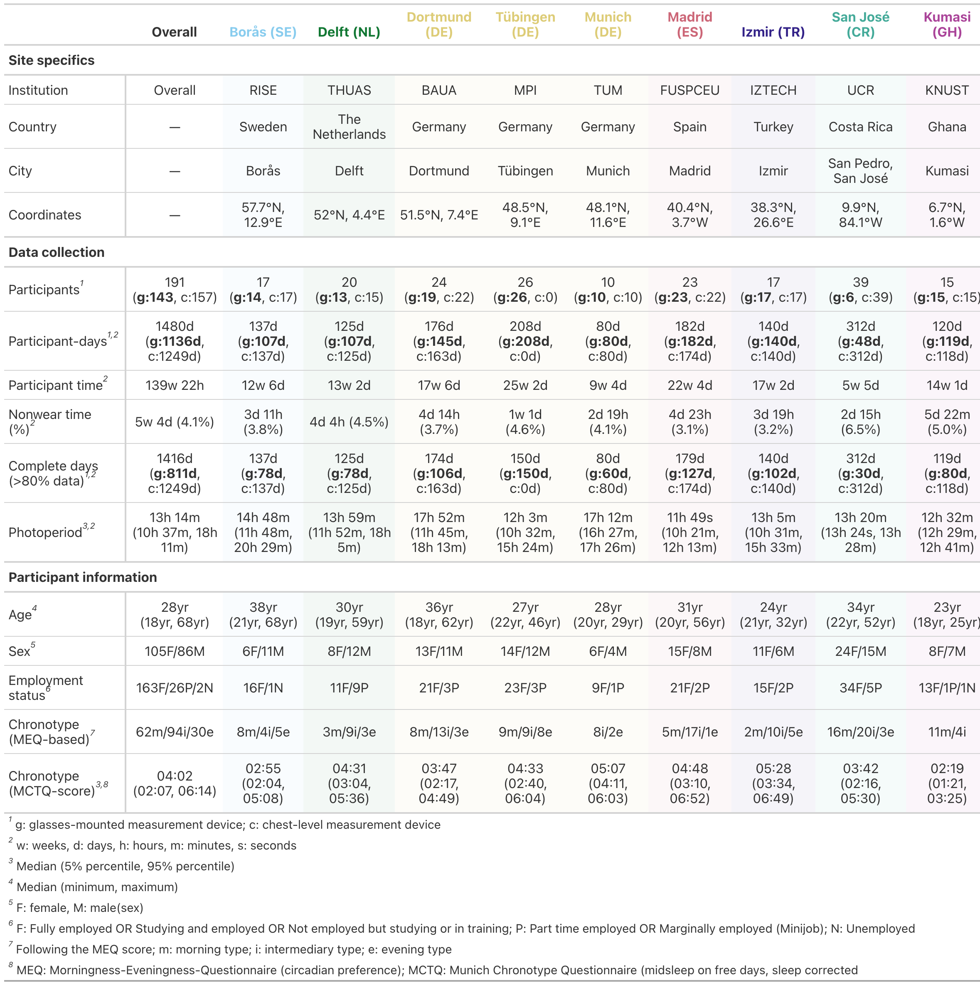 Overall Borås (SE) Delft (NL) Dortmund (DE) Tübingen (DE) Munich (DE) Madrid (ES) Izmir (TR) San José (CR) Kumasi (GH)
Site specifics
Institution Overall RISE THUAS BAUA MPI TUM FUSPCEU IZTECH UCR KNUST
Country — Sweden The Netherlands Germany Germany Germany Spain Turkey Costa Rica Ghana
City — Borås Delft Dortmund Tübingen Munich Madrid Izmir San Pedro, San José Kumasi
Coordinates — 57.7°N, 12.9°E 52°N, 4.4°E 51.5°N, 7.4°E 48.5°N, 9.1°E 48.1°N, 11.6°E 40.4°N, 3.7°W 38.3°N, 26.6°E 9.9°N, 84.1°W 6.7°N, 1.6°W
Data collection
Participants1 191 (g:143, c:157) 17 (g:14, c:17) 20 (g:13, c:15) 24 (g:19, c:22) 26 (g:26, c:0) 10 (g:10, c:10) 23 (g:23, c:22) 17 (g:17, c:17) 39 (g:6, c:39) 15 (g:15, c:15)
Participant-days1,2 1480d (g:1136d, c:1249d) 137d (g:107d, c:137d) 125d (g:107d, c:125d) 176d (g:145d, c:163d) 208d (g:208d, c:0d) 80d (g:80d, c:80d) 182d (g:182d, c:174d) 140d (g:140d, c:140d) 312d (g:48d, c:312d) 120d (g:119d, c:118d)
Participant time2 139w 22h 12w 6d 13w 2d 17w 6d 25w 2d 9w 4d 22w 4d 17w 2d 5w 5d 14w 1d
Nonwear time (%)2 5w 4d (4.1%) 3d 11h (3.8%) 4d 4h (4.5%) 4d 14h (3.7%) 1w 1d (4.6%) 2d 19h (4.1%) 4d 23h (3.1%) 3d 19h (3.2%) 2d 15h (6.5%) 5d 22m (5.0%)
Complete days (>80% data)1,2 1416d (g:811d, c:1249d) 137d (g:78d, c:137d) 125d (g:78d, c:125d) 174d (g:106d, c:163d) 150d (g:150d, c:0d) 80d (g:60d, c:80d) 179d (g:127d, c:174d) 140d (g:102d, c:140d) 312d (g:30d, c:312d) 119d (g:80d, c:118d)
Photoperiod3,2 13h 14m (10h 37m, 18h 11m) 14h 48m (11h 48m, 20h 29m) 13h 59m (11h 52m, 18h 5m) 17h 52m (11h 45m, 18h 13m) 12h 3m (10h 32m, 15h 24m) 17h 12m (16h 27m, 17h 26m) 11h 49s (10h 21m, 12h 13m) 13h 5m (10h 31m, 15h 33m) 13h 20m (13h 24s, 13h 28m) 12h 32m (12h 29m, 12h 41m)
Participant information
Age4 28yr (18yr, 68yr) 38yr (21yr, 68yr) 30yr (19yr, 59yr) 36yr (18yr, 62yr) 27yr (22yr, 46yr) 28yr (20yr, 29yr) 31yr (20yr, 56yr) 24yr (21yr, 32yr) 34yr (22yr, 52yr) 23yr (18yr, 25yr)
Sex5 105F/86M 6F/11M 8F/12M 13F/11M 14F/12M 6F/4M 15F/8M 11F/6M 24F/15M 8F/7M
Employment status6 163F/26P/2N 16F/1N 11F/9P 21F/3P 23F/3P 9F/1P 21F/2P 15F/2P 34F/5P 13F/1P/1N
Chronotype (MEQ-based)7 62m/94i/30e 8m/4i/5e 3m/9i/3e 8m/13i/3e 9m/9i/8e 8i/2e 5m/17i/1e 2m/10i/5e 16m/20i/3e 11m/4i
Chronotype (MCTQ-score)3,8 04:02 (02:07, 06:14) 02:55 (02:04, 05:08) 04:31 (03:04, 05:36) 03:47 (02:17, 04:49) 04:33 (02:40, 06:04) 05:07 (04:11, 06:03) 04:48 (03:10, 06:52) 05:28 (03:34, 06:49) 03:42 (02:16, 05:30) 02:19 (01:21, 03:25)
1 g: glasses-mounted measurement device; c: chest-level measurement device
2 w: weeks, d: days, h: hours, m: minutes, s: seconds
3 Median (5% percentile, 95% percentile)
4 Median (minimum, maximum)
5 F: female, M: male(sex)
6 F: Fully employed OR Studying and employed OR Not employed but studying or in training; P: Part time employed OR Marginally employed (Minijob); N: Unemployed
7 Following the MEQ score; m: morning type; i: intermediary type; e: evening type
8 MEQ: Morningness-Eveningness-Questionnaire (circadian preference); MCTQ: Munich Chronotype Questionnaire (midsleep on free days, sleep corrected